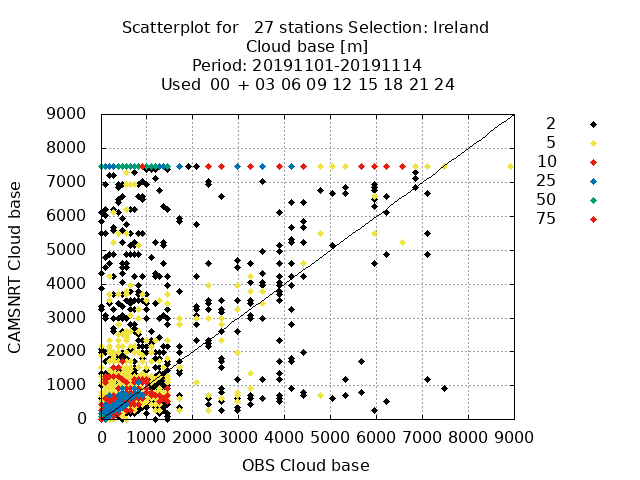 Scatterplot for 27 stations Selection: Ireland
Cloud base [m]
Period: 20191101-20191114
Used 00 + 03 06 09 12 15 18 21 24
9000
8000
7000
6000
5000
4000
3000
2000
1000
0
CAMSNRT Cloud base
0 1000 2000 3000 4000 5000 6000 7000 8000 9000
OBS Cloud base
2
5
10
25
50
75